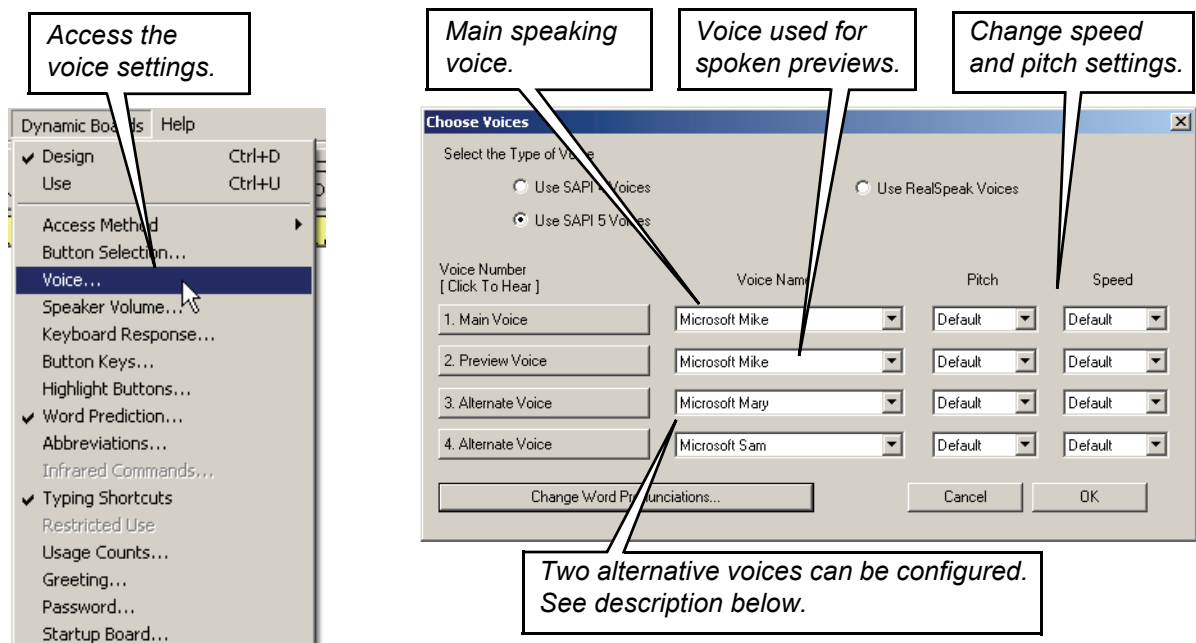 Access the
voice settings.
Main speaking
voice.
Voice used for
spoken previews.
Change speed
and pitch settings.
Dynamic Boards Help
Design Ctrl+D
Use Ctrl+U
Access Method
Button Selection...
Voice...
Speaker Volume...
Keyboard Response...
Button Keys...
Highlight Buttons...
Word Prediction...
Abbreviations...
Infrared Commands...
Typing Shortcuts
Restricted Use
Usage Counts...
Greeting...
Password...
Startup Board...
Choose Voices
Select the Type of Voice
Use SAPI 4 Voices Use RealSpeak Voices
Use SAPI 5 Voices
Voice Number
[ Click To Hear ] Voice Name Pitch Speed
1. Main Voice Microsoft Mike Default Default
2. Preview Voice Microsoft Mike Default Default
3. Alternate Voice Microsoft Mary Default Default
4. Alternate Voice Microsoft Sam Default Default
Change Word Pronunciations... Cancel OK
Two alternative voices can be configured.
See description below.